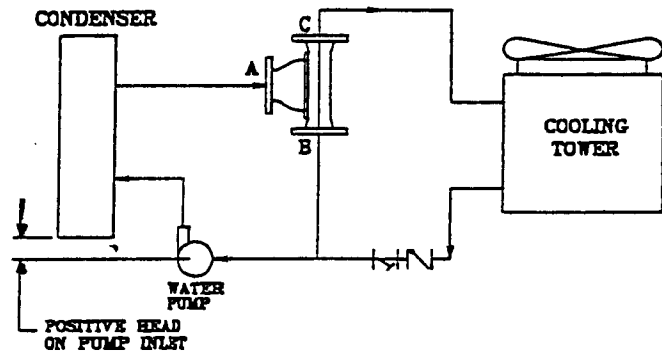 CONDENSER
C
A
B
COOLING
TOWER
WATER
PUMP
POSITIVE HEAD
ON PUMP INLET